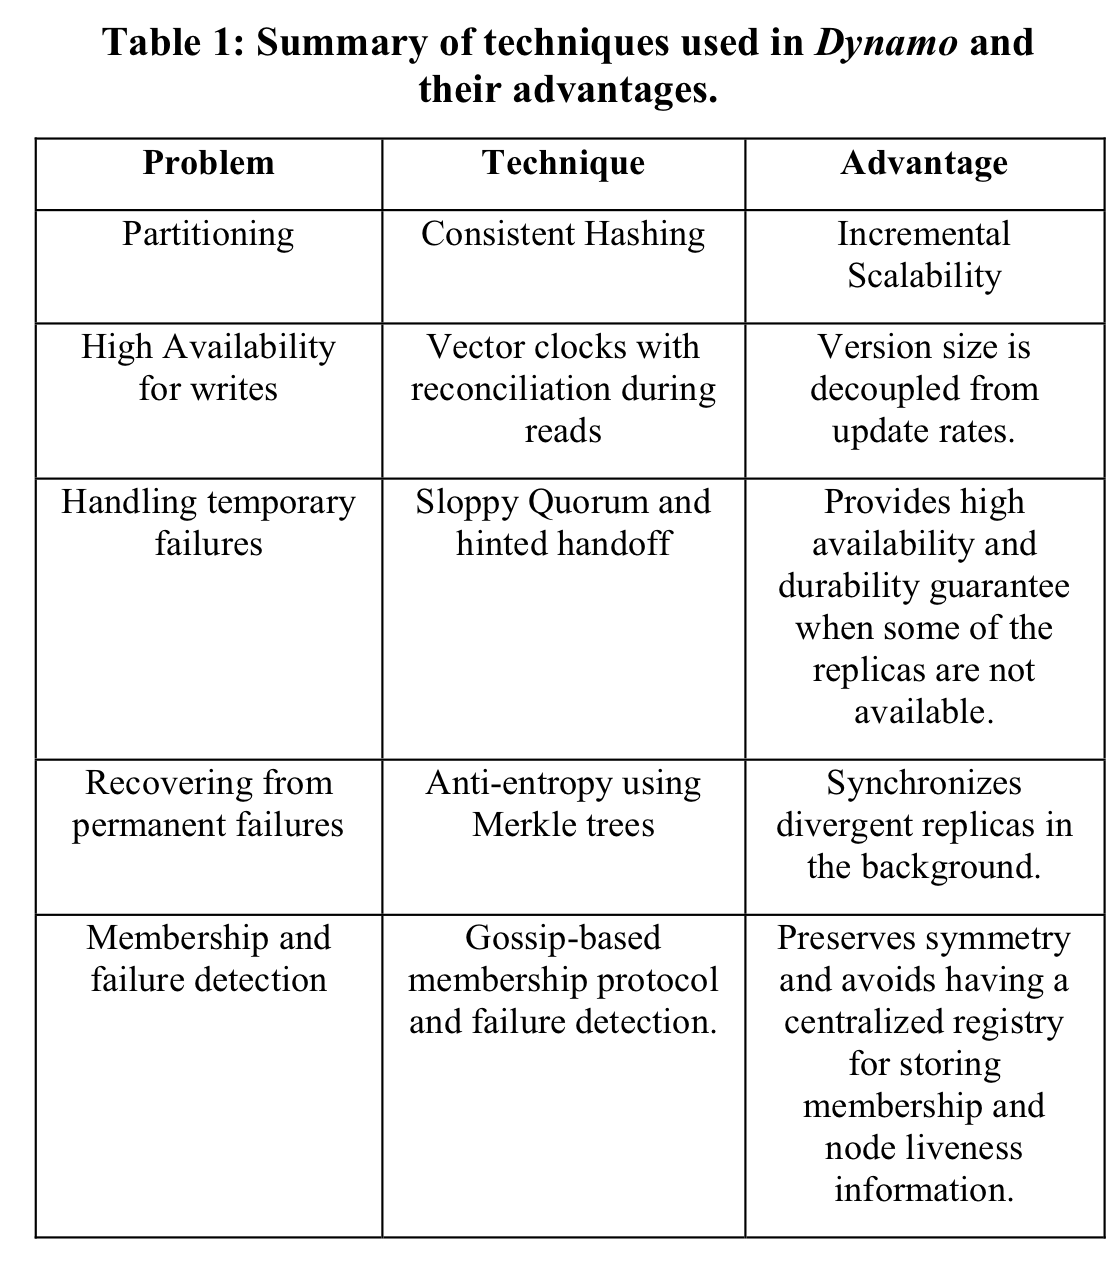 Table 1: Summary of techniques used in Dynamo and
their advantages.
Problem
Technique
Advantage
Partitioning
Consistent Hashing
Incremental
Scalability
High Availability
for writes
Vector clocks with
reconciliation during
reads
Version size is
decoupled from
update rates.
Handling temporary
failures
Sloppy Quorum and
hinted handoff
Provides high
availability and
durability guarantee
when some of the
replicas are not
available.
Recovering from
permanent failures
Anti-entropy using
Merkle trees
Synchronizes
divergent replicas in
the background.
Membership and
failure detection
Gossip-based
membership protocol
and failure detection.
Preserves symmetry
and avoids having a
centralized registry
for storing
membership and
node liveness
information.